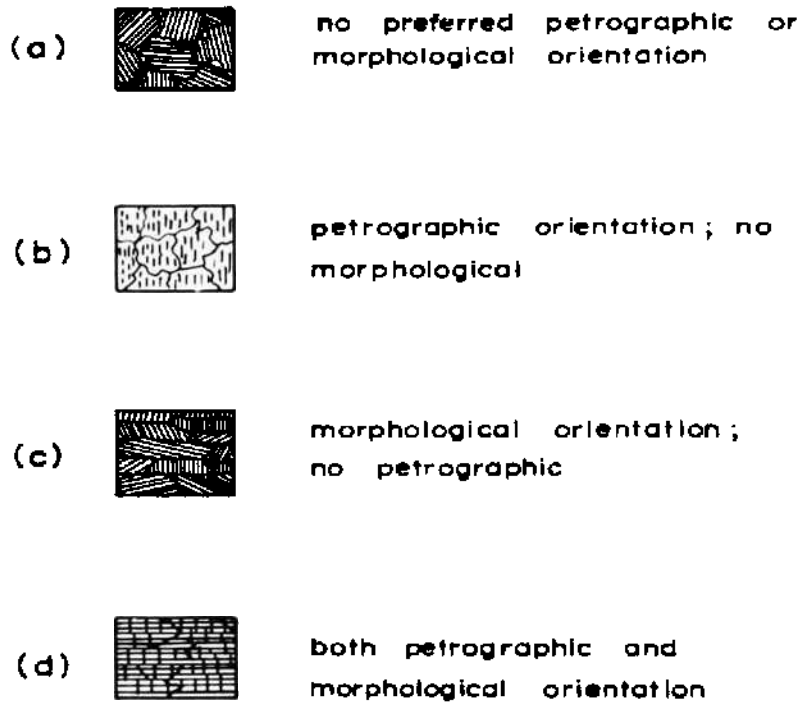 (a) no preferred petrographic or
morphological orientation
(b) petrographic orientation; no
morphological
(c) morphological orientation;
no petrographic
(d) both petrographic and
morphological orientation